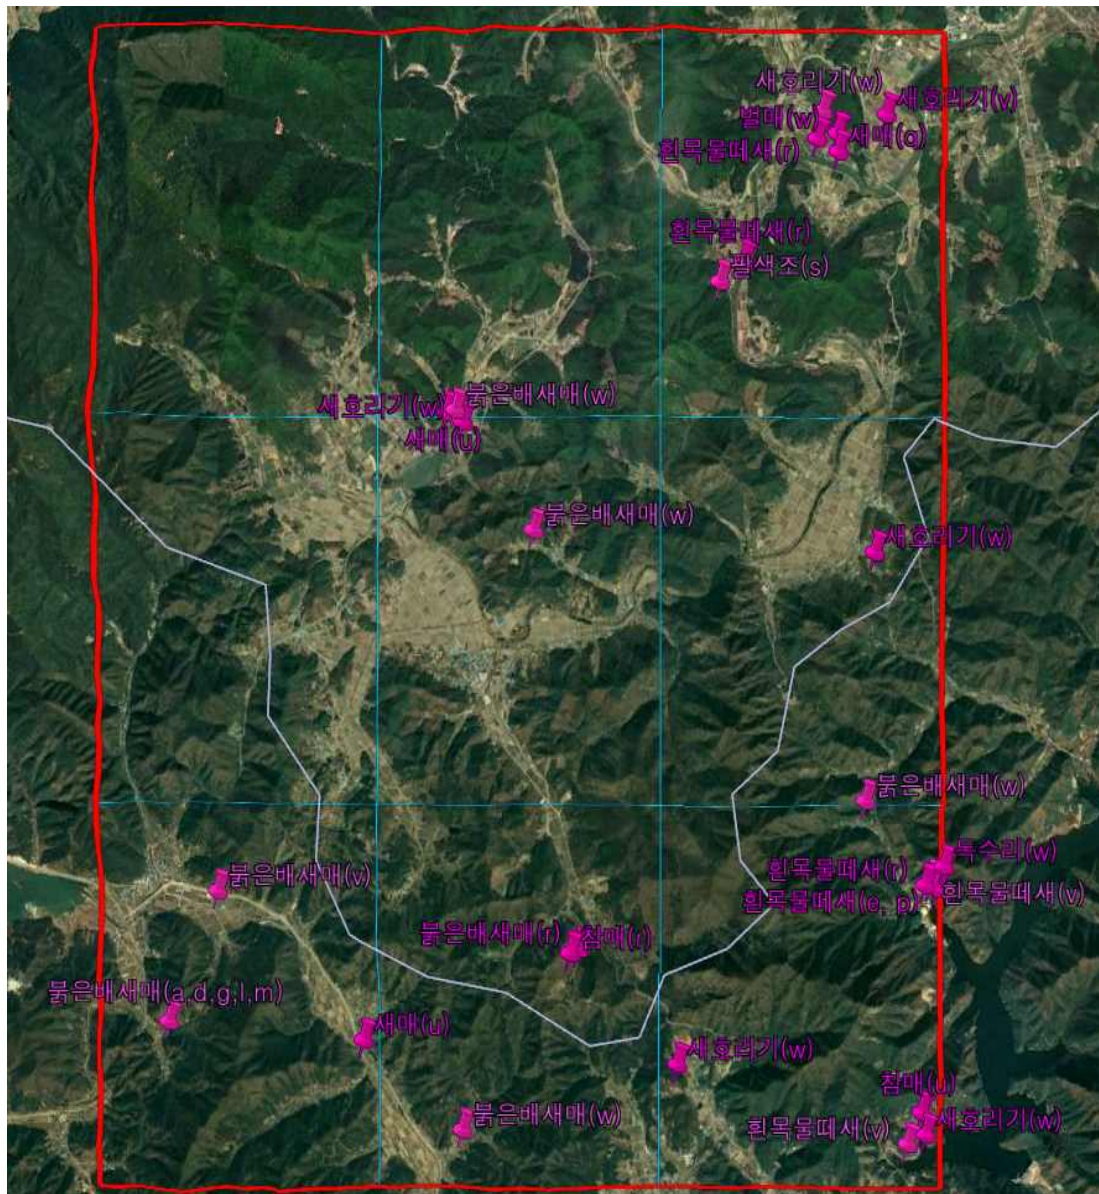 새호리기(w)
새호리기(v)
벌매(w)
새매(q)
흰목물떼새(r)
흰목물떼새(r)
팔색조(s)
붉은배새매(w)
새호리기(w)
새매(u)
붉은배새매(w)
새호리기(w)
붉은배새매(w)
독수리(w)
흰목물떼새(r)
붉은배새매(v)
흰목물떼새(v)
흰목물떼새(e, p)
붉은배새매(r)
참매(r)
붉은배새매(a,d,g,l,m)
새매(u)
새호리기(w)
참매(u)
붉은배새매(w)
새호리기(w)
흰목물떼새(v)